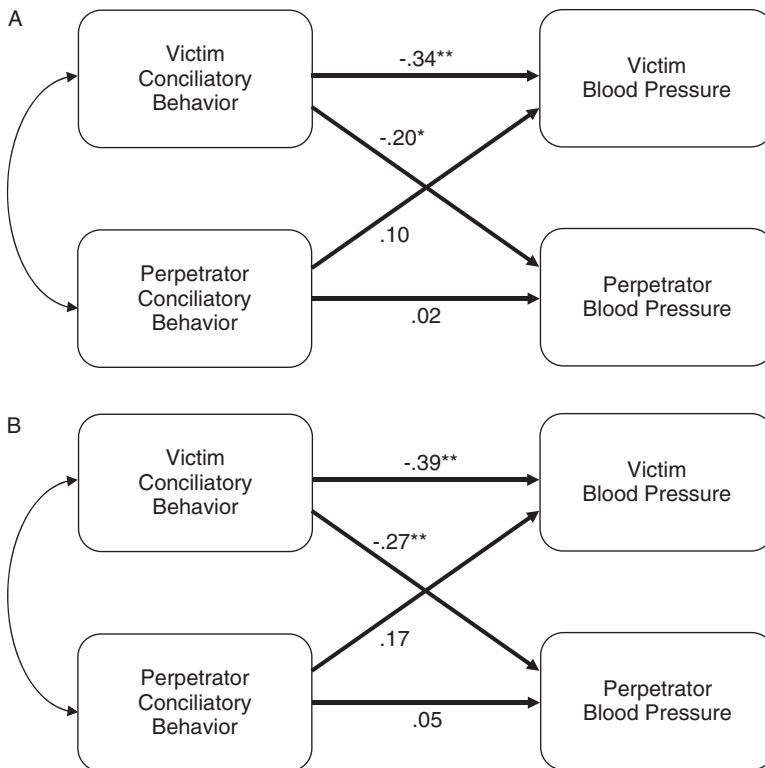 A
Victim
Conciliatory
Behavior
-.34**
Victim
Blood Pressure
-.20*
.10
Perpetrator
Conciliatory
Behavior
.02
Perpetrator
Blood Pressure
B
Victim
Conciliatory
Behavior
-.39**
Victim
Blood Pressure
-.27**
.17
Perpetrator
Conciliatory
Behavior
.05
Perpetrator
Blood Pressure